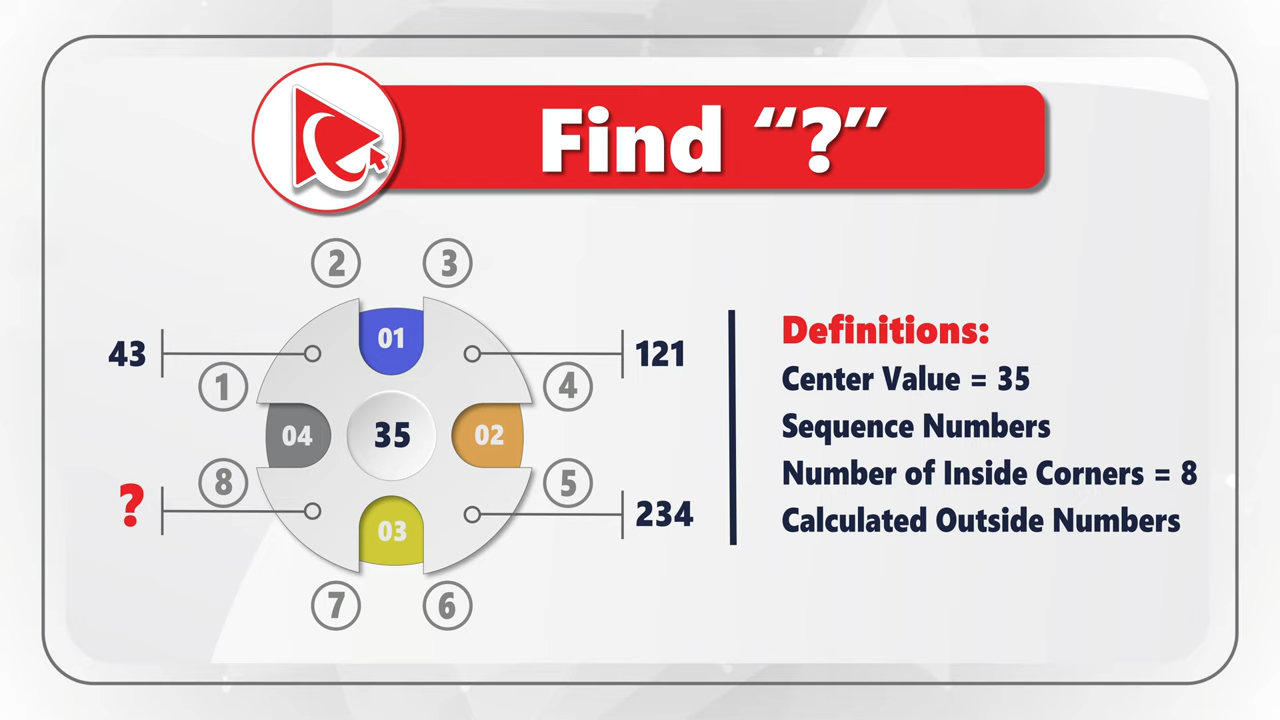 Find “?”
2
3
43
01
121
1
4
04
35
02
8
5
?
03
234
7
6
Definitions:
Center Value = 35
Sequence Numbers
Number of Inside Corners = 8
Calculated Outside Numbers